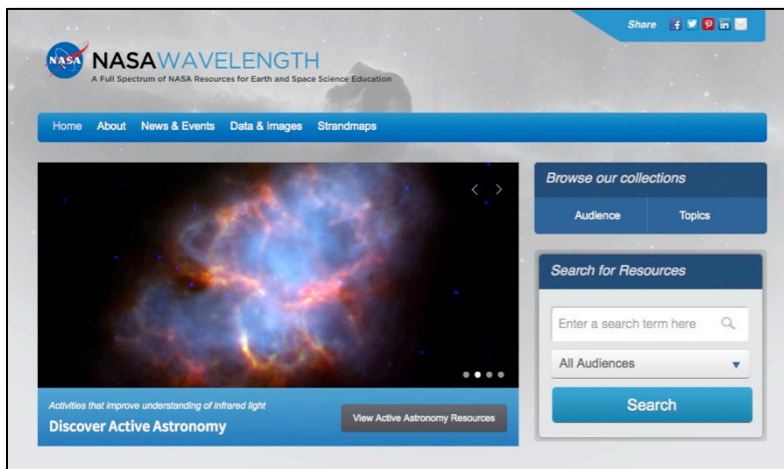 Share
NASA
NASAWAVELENGTH
A Full Spectrum of NASA Resources for Earth and Space Science Education
Home About News & Events Data & Images Strandmaps
Browse our collections
Audience Topics
Search for Resources
Enter a search term here
All Audiences
Search
Activities that improve understanding of infrared light
Discover Active Astronomy
View Active Astronomy Resources